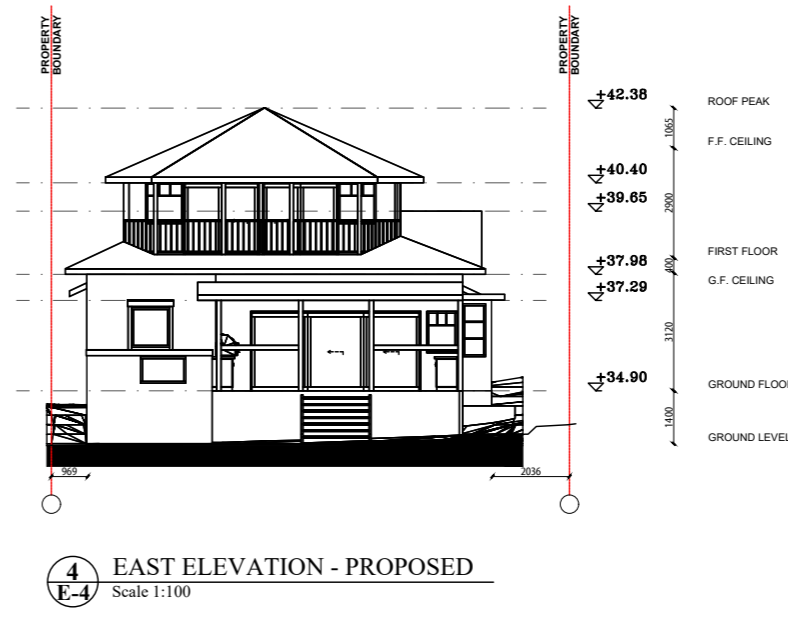 PROPERTY
BOUNDARY
PROPERTY
BOUNDARY
+42.38
ROOF PEAK
1065
F.F. CEILING
+40.40
+39.65
2900
FIRST FLOOR
+37.98
400
+37.29
G.F. CEILING
3120
+34.90
GROUND FLOO
1400
GROUND LEVEL
969
2036
4
E-4
EAST ELEVATION - PROPOSED
Scale 1:100